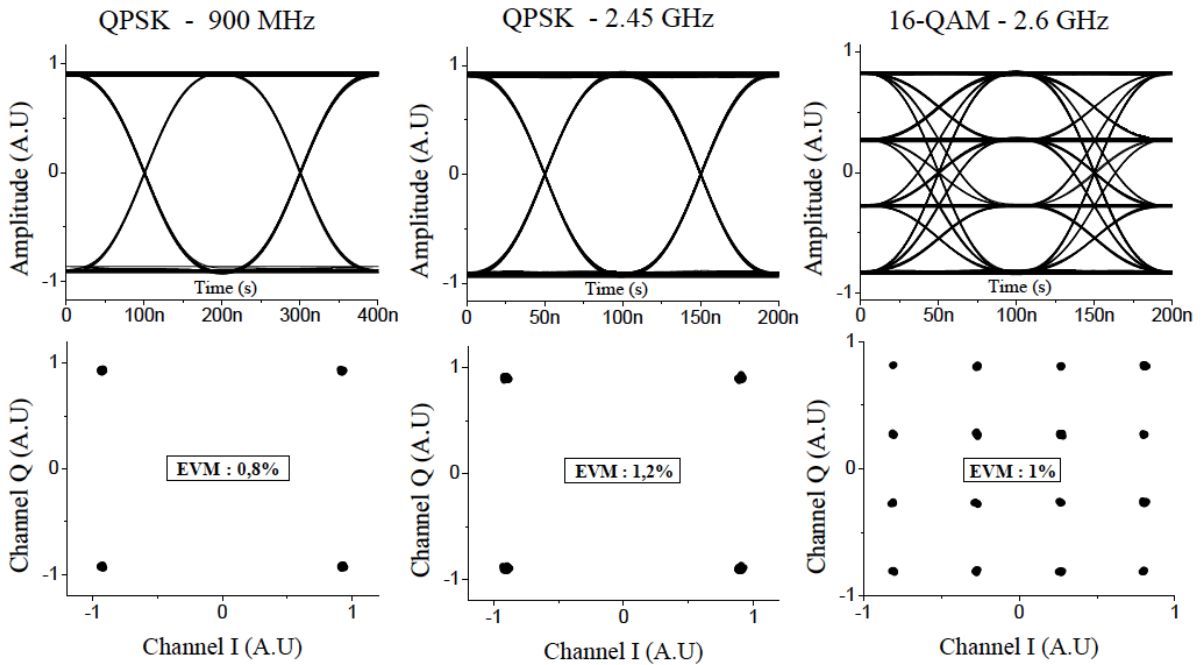 QPSK - 900 MHz
QPSK - 2.45 GHz
16-QAM - 2.6 GHz
Amplitude (A.U)
1
0
-1
Time (s)
0 100n 200n 300n 400n
Amplitude (A.U)
1
0
-1
Time (s)
0 50n 100n 150n 200n
Amplitude (A.U)
1
0
-1
Time (s)
0 50n 100n 150n 200n
Channel Q (A.U)
1
0
-1
EVM : 0,8%
-1 0 1
Channel I (A.U)
Channel Q (A.U)
1
0
-1
EVM : 1,2%
-1 0 1
Channel I (A.U)
Channel Q (A.U)
1
0
-1
EVM : 1%
-1 0 1
Channel I (A.U)